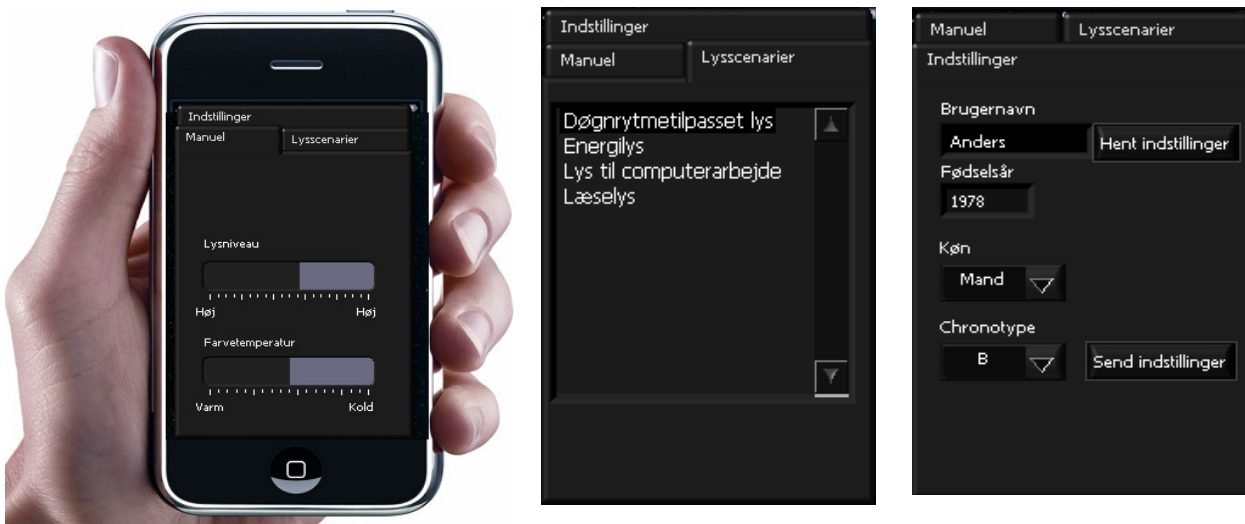 Indstillinger
Manuel Lysscenarier
Lysniveau
Høj Høj
Farvetemperatur
Varm Kold
Indstillinger
Manuel Lysscenarier
Døgnrytmetilpasset lys
Energilys
Lys til computerarbejde
Læselys
Manuel Lysscenarier
Indstillinger
Brugernavn
Anders Hent indstillinger
Fødselsår
1978
Køn
Mand
Chronotype
B Send indstillinger